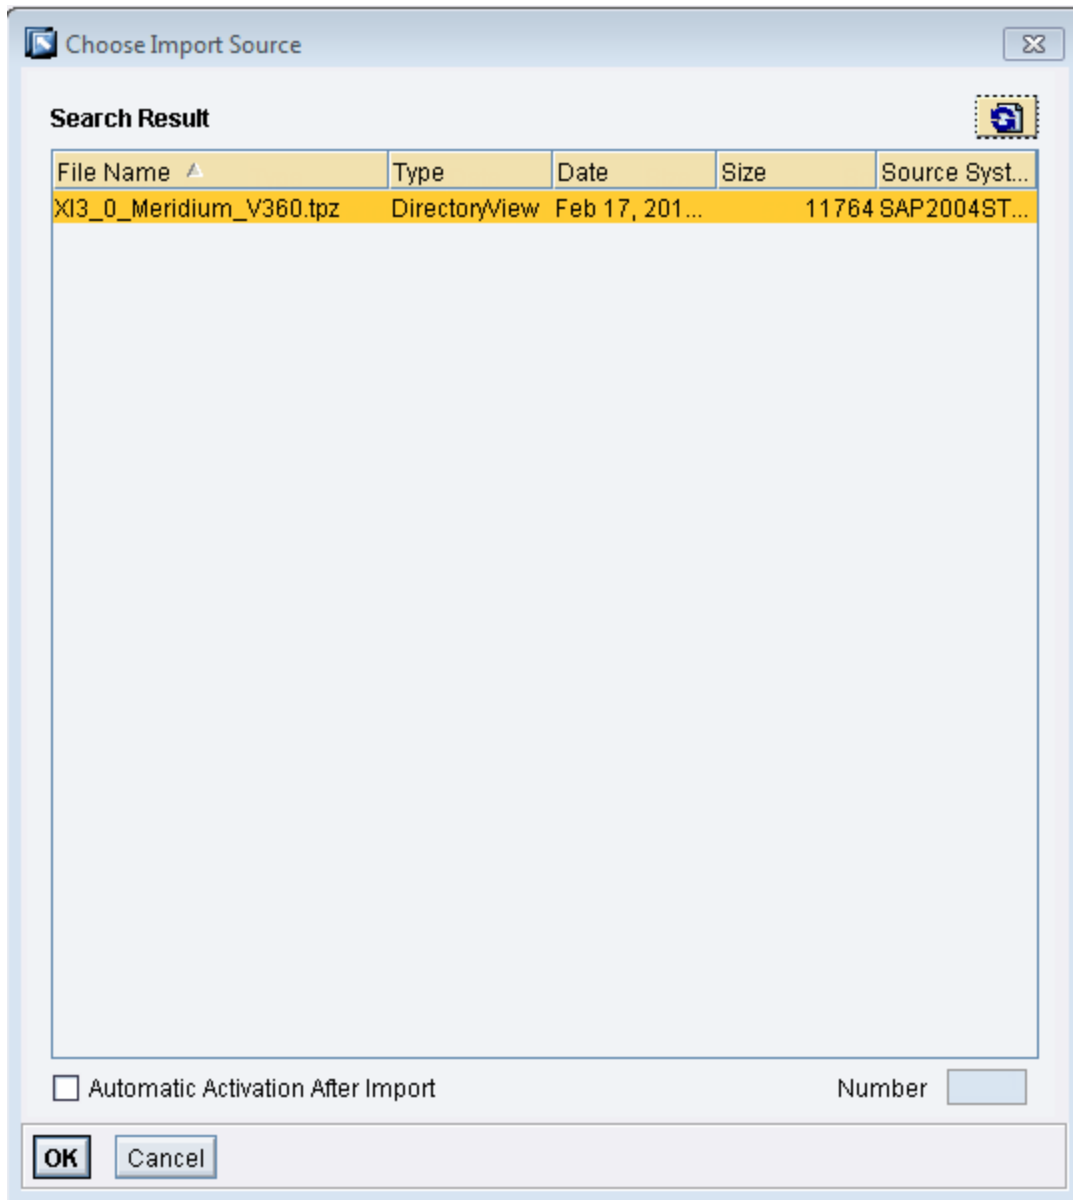 Choose Import Source
Search Result
File Name Type Date Size Source Syst...
XI3_0_Meridium_V360.tpz DirectoryView Feb 17, 201... 11764 SAP2004ST...
Automatic Activation After Import Number
OK Cancel